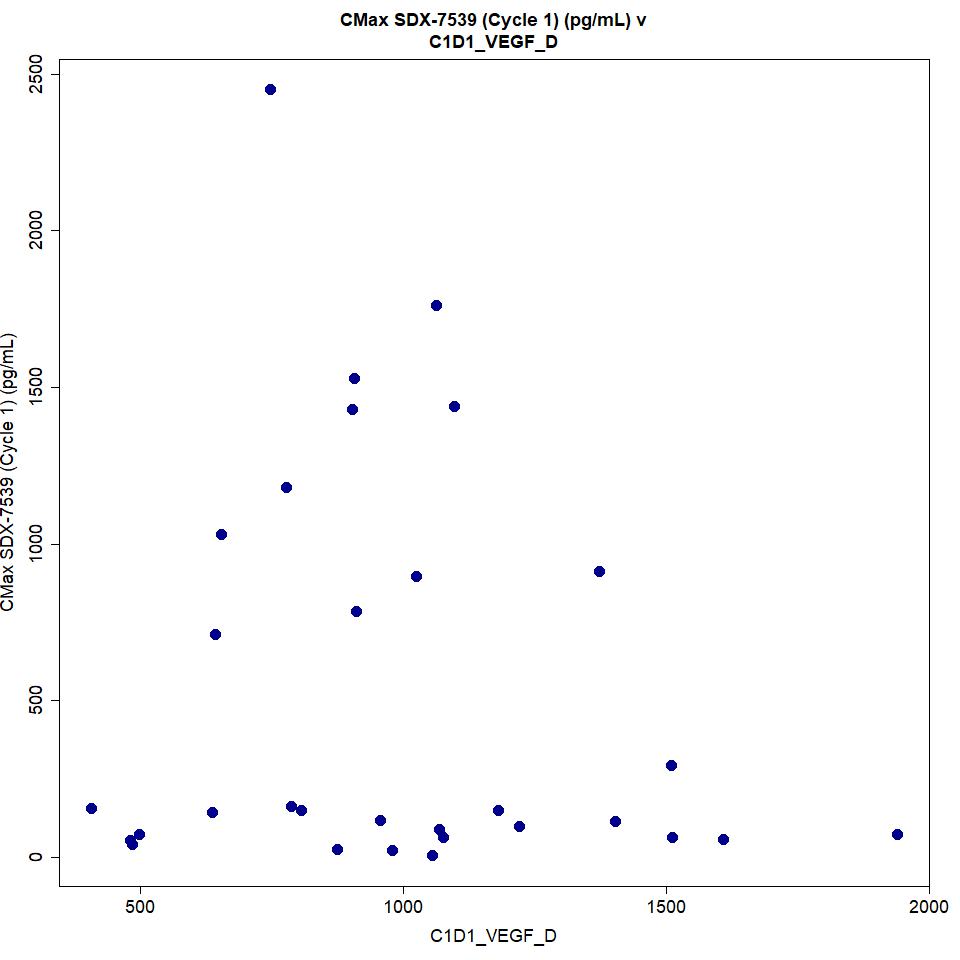 CMax SDX-7539 (Cycle 1) (pg/mL) v
C1D1_VEGF_D
2500
2000
1500
1000
500
0
CMax SDX-7539 (Cycle 1) (pg/mL)
500
1000
1500
2000
C1D1_VEGF_D